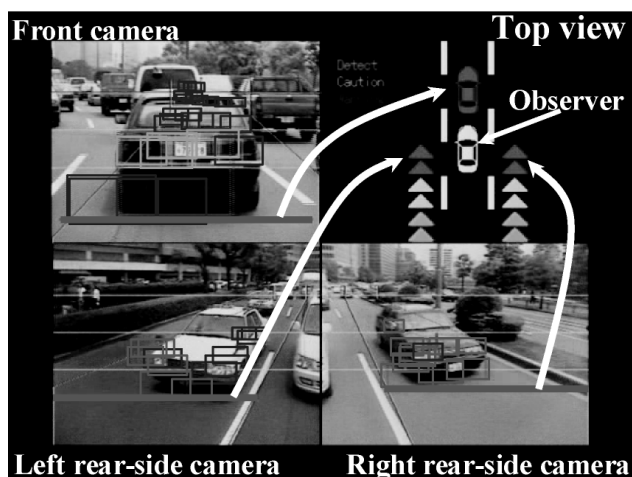 Front camera
Top view
Detect
Caution
Observer
Left rear-side camera
Right rear-side camera